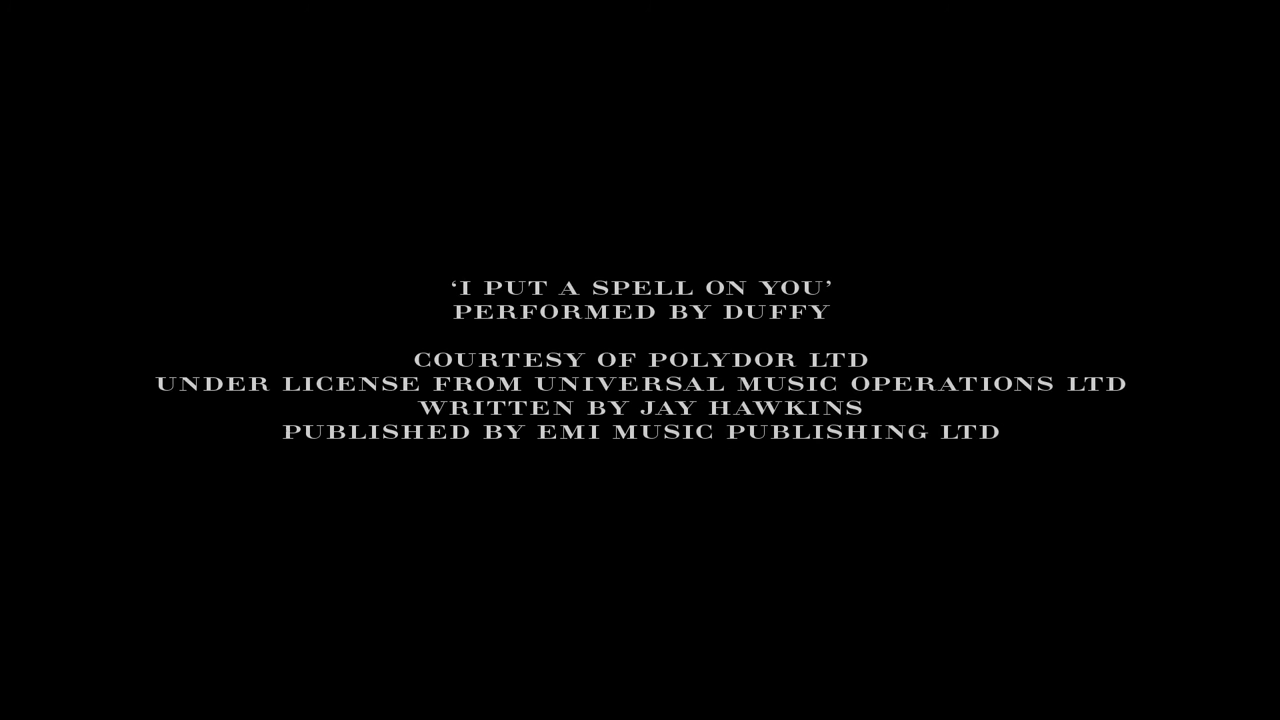 ‘I PUT A SPELL ON YOU’
PERFORMED BY DUFFY
COURTESY OF POLYDOR LTD
UNDER LICENSE FROM UNIVERSAL MUSIC OPERATIONS LTD
WRITTEN BY JAY HAWKINS
PUBLISHED BY EMI MUSIC PUBLISHING LTD